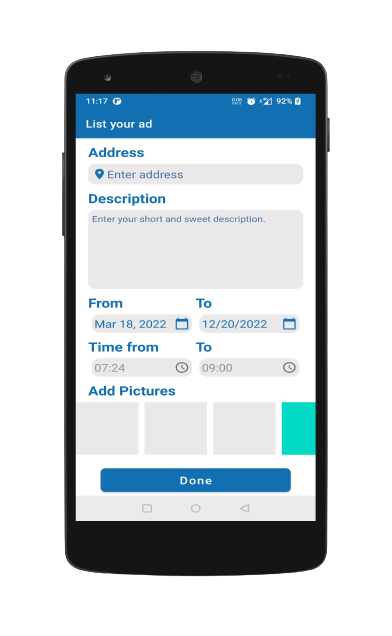 11:17 92%
List your ad
Address
Enter address
Description
Enter your short and sweet description.
From To
Mar 18, 2022 12/20/2022
Time from To
07:24 09:00
Add Pictures
Done